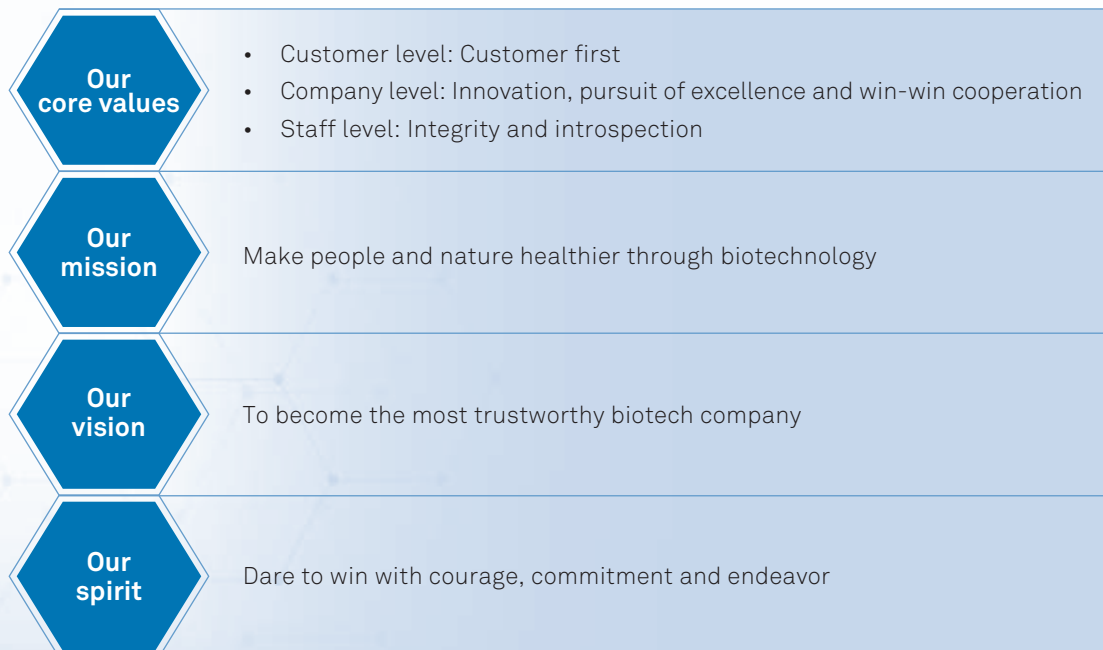 Our
core values
• Customer level: Customer first
• Company level: Innovation, pursuit of excellence and win-win cooperation
• Staff level: Integrity and introspection
Our
mission
Make people and nature healthier through biotechnology
Our
vision
To become the most trustworthy biotech company
Our
spirit
Dare to win with courage, commitment and endeavor